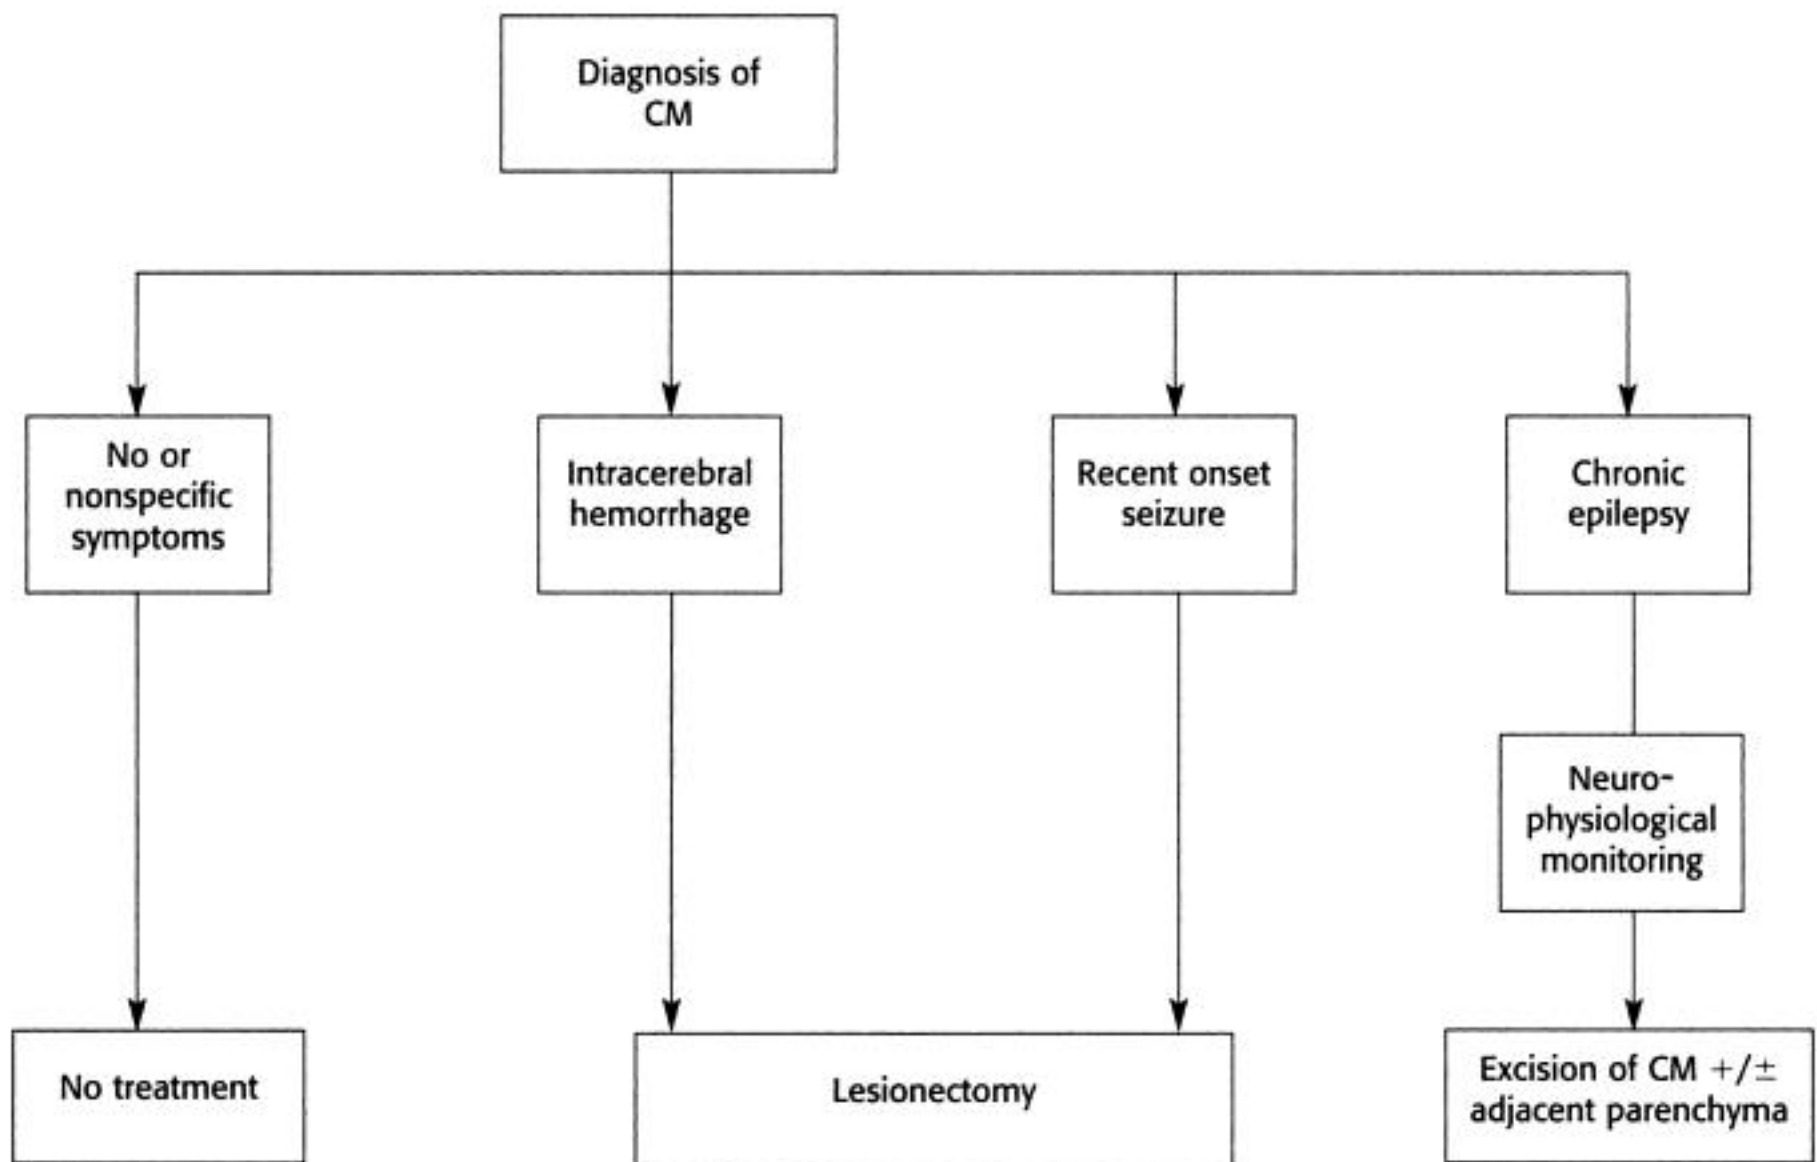 Diagnosis of
CM
No or
nonspecific
symptoms
Intracerebral
hemorrhage
Recent onset
seizure
Chronic
epilepsy
Neuro-
physiological
monitoring
No treatment
Lesionectomy
Excision of CM +/±
adjacent parenchyma